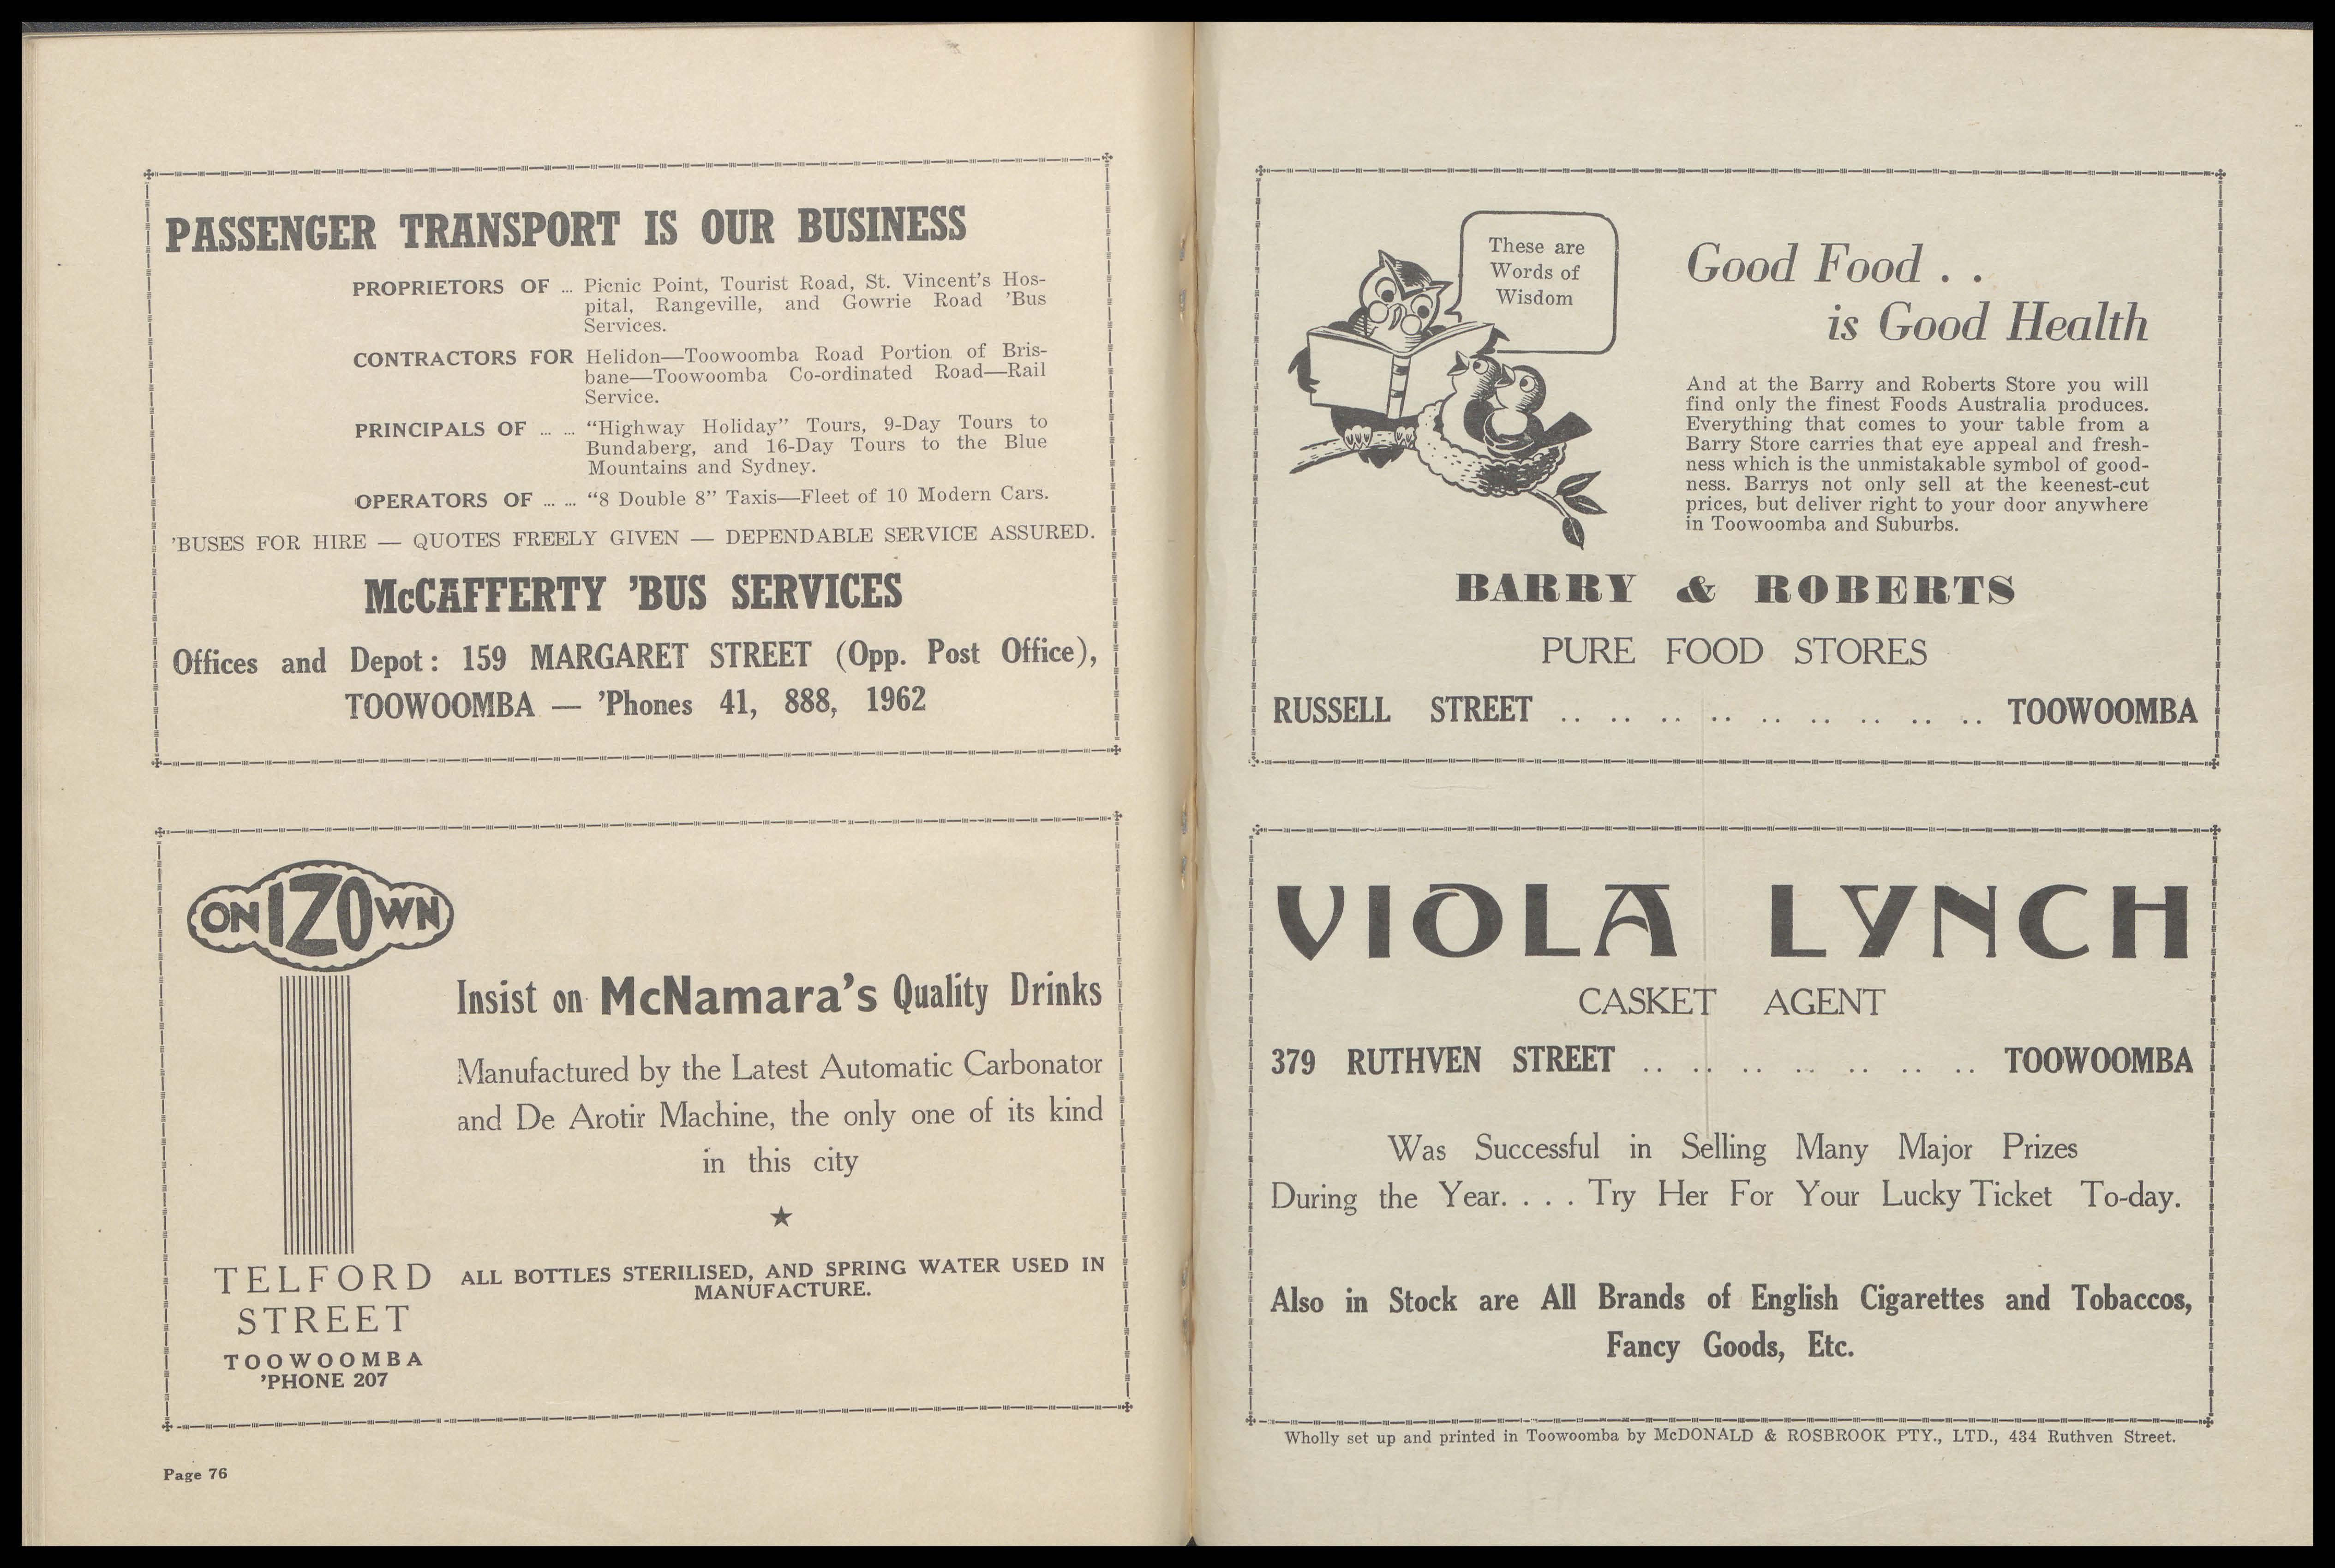 PASSENGER TRANSPORT IS OUR BUSINESS
PROPRIETORS OF ... Picnic Point, Tourist Road, St. Vincent's Hos-
pital, Rangeville, and Gowrie Road 'Bus
Services.
CONTRACTORS FOR Helidon—Toowoomba Road Portion of Bris-
bane—Toowoomba Co-ordinated Road—Rail
Service.
PRINCIPALS OF ... ... "Highway Holiday" Tours, 9-Day Tours to
Bundaberg, and 16-Day Tours to the Blue
Mountains and Sydney.
OPERATORS OF ... ... "8 Double 8" Taxis—Fleet of 10 Modern Cars.
'BUSES FOR HIRE — QUOTES FREELY GIVEN — DEPENDABLE SERVICE ASSURED.
McCAFFERTY 'BUS SERVICES
Offices and Depot: 159 MARGARET STREET (Opp. Post Office),
TOOWOOMBA — 'Phones 41, 888, 1962
ON IZ OWN
Insist on McNamara's Quality Drinks
Manufactured by the Latest Automatic Carbonator
and De Arotir Machine, the only one of its kind
in this city
★
ALL BOTTLES STERILISED, AND SPRING WATER USED IN
MANUFACTURE.
TELFORD
STREET
TOOWOOMBA
'PHONE 207
Page 76
These are
Words of
Wisdom
Good Food . .
is Good Health
And at the Barry and Roberts Store you will
find only the finest Foods Australia produces.
Everything that comes to your table from a
Barry Store carries that eye appeal and fresh-
ness which is the unmistakable symbol of good-
ness. Barrys not only sell at the keenest-cut
prices, but deliver right to your door anywhere
in Toowoomba and Suburbs.
BARRY & ROBERTS
PURE FOOD STORES
RUSSELL STREET .. .. .. .. .. .. .. .. .. TOOWOOMBA
VIOLA LYNCH
CASKET AGENT
379 RUTHVEN STREET .. .. .. .. .. .. .. TOOWOOMBA
Was Successful in Selling Many Major Prizes
During the Year. . . . Try Her For Your Lucky Ticket To-day.
Also in Stock are All Brands of English Cigarettes and Tobaccos,
Fancy Goods, Etc.
Wholly set up and printed in Toowoomba by McDONALD & ROSBROOK PTY., LTD., 434 Ruthven Street.